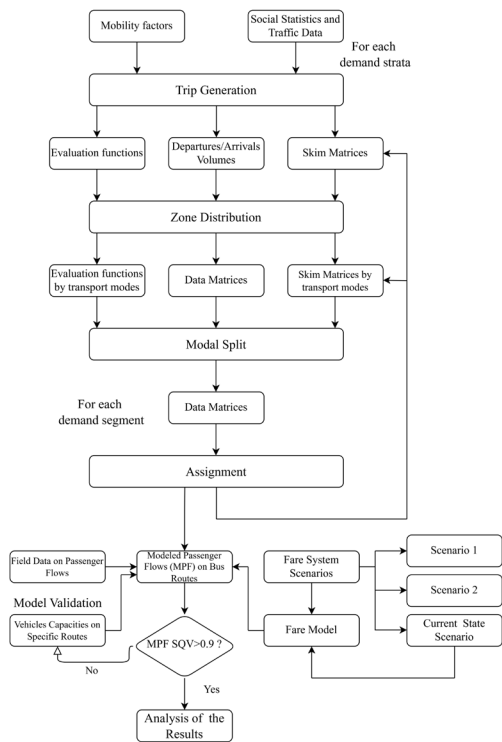 Mobility factors
Social Statistics and
Traffic Data
For each
demand strata
Trip Generation
Evaluation functions
Departures/Arrivals
Volumes
Skim Matrices
Zone Distribution
Evaluation functions
by transport modes
Data Matrices
Skim Matrices by
transport modes
Modal Split
For each
demand segment
Data Matrices
Assignment
Field Data on Passenger
Flows
Modeled Passenger
Flows (MPF) on Bus
Routes
Fare System
Scenarios
Scenario 1
Scenario 2
Model Validation
Vehicles Capacities on
Specific Routes
Fare Model
Current State
Scenario
MPF SQV>0.9 ?
No
Yes
Analysis of the
Results